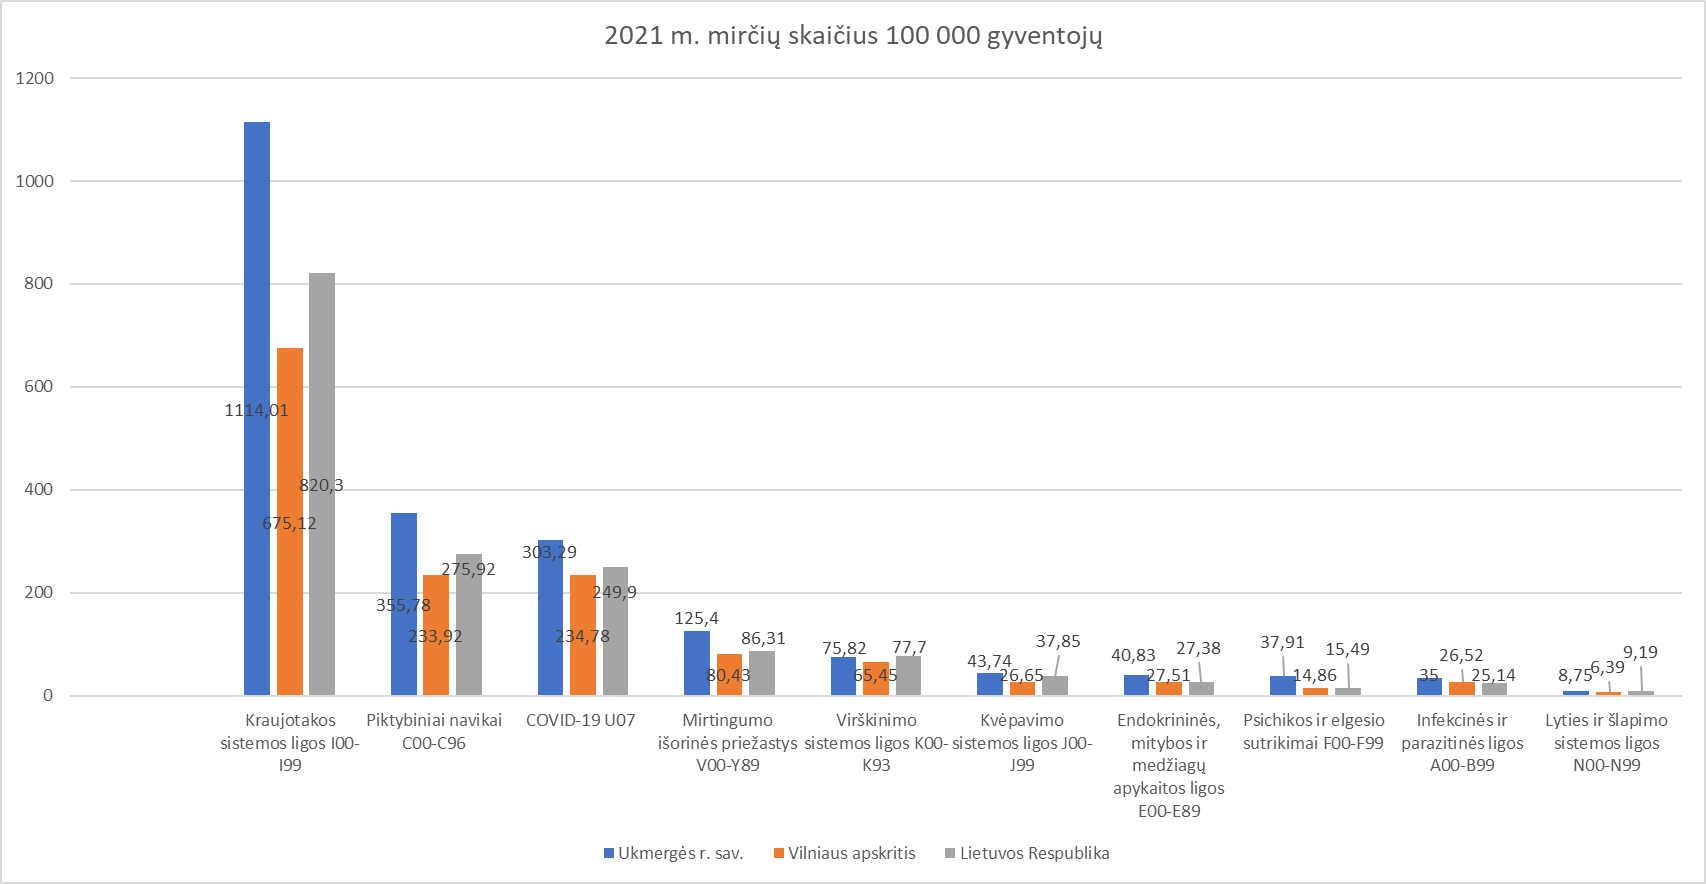 2021 m. mirčių skaičius 100 000 gyventojų
1200
1000
800
600
400
200
0
1114,01
675,12
820,3
355,78
233,92
275,92
303,29
234,78
249,9
125,4
80,43
86,31
75,82
65,45
77,7
43,74
26,65
37,85
40,83
27,51
27,38
37,91
14,86
15,49
35
26,52
25,14
8,75
6,39
9,19
Kraujotakos
sistemos ligos I00-
I99
Piktybiniai navikai
C00-C96
COVID-19 U07
Mirtingumo
išorinės priežastys
V00-Y89
Virškinimo
sistemos ligos K00-
K93
Kvėpavimo
sistemos ligos J00-
J99
Endokrininės,
mitybos ir
medžiagų
apykaitos ligos
E00-E89
Psichikos ir elgesio
sutrikimai F00-F99
Infekcinės ir
parazitinės ligos
A00-B99
Lyties ir šlapimo
sistemos ligos
N00-N99
Ukmergės r. sav.
Vilniaus apskritis
Lietuvos Respublika